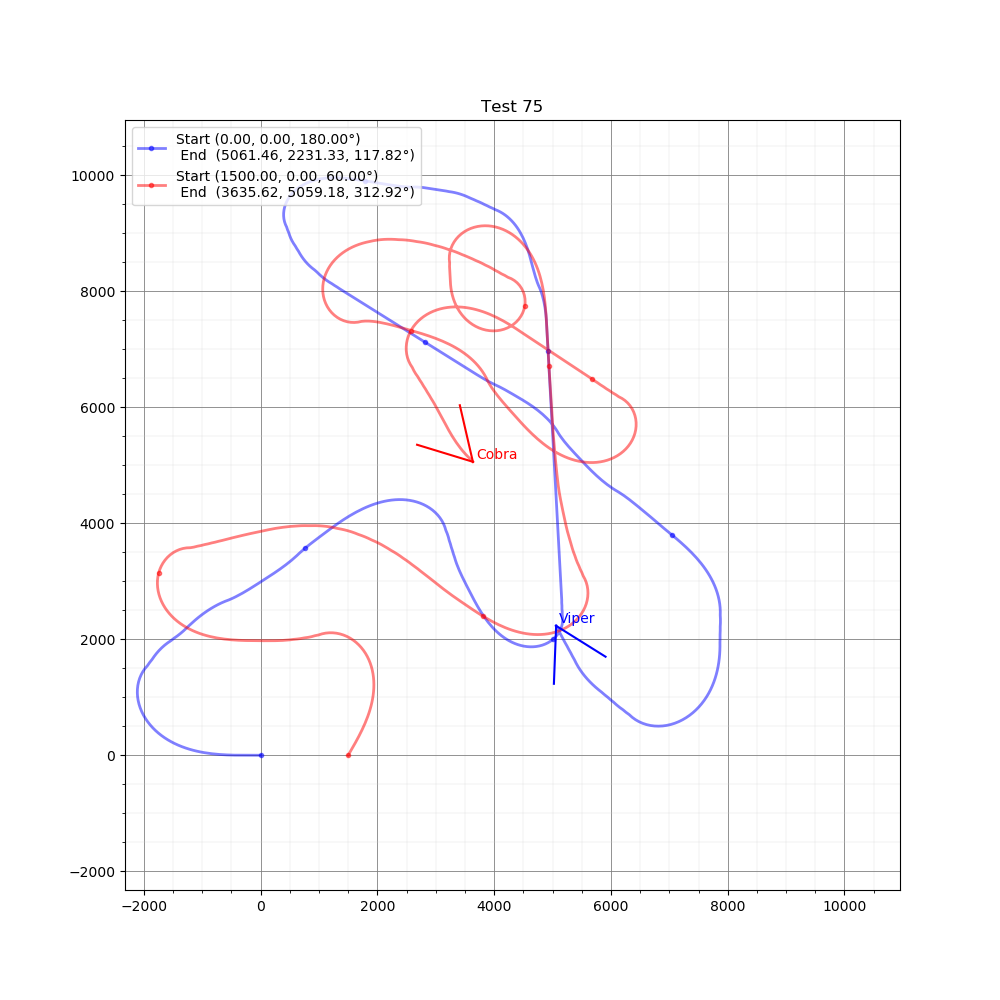 Test 75
Start (0.00, 0.00, 180.00°)
End (5061.46, 2231.33, 117.82°)
Start (1500.00, 0.00, 60.00°)
End (3635.62, 5059.18, 312.92°)
10000
8000
6000
4000
2000
0
−2000
Cobra
Viper
−2000 0 2000 4000 6000 8000 10000